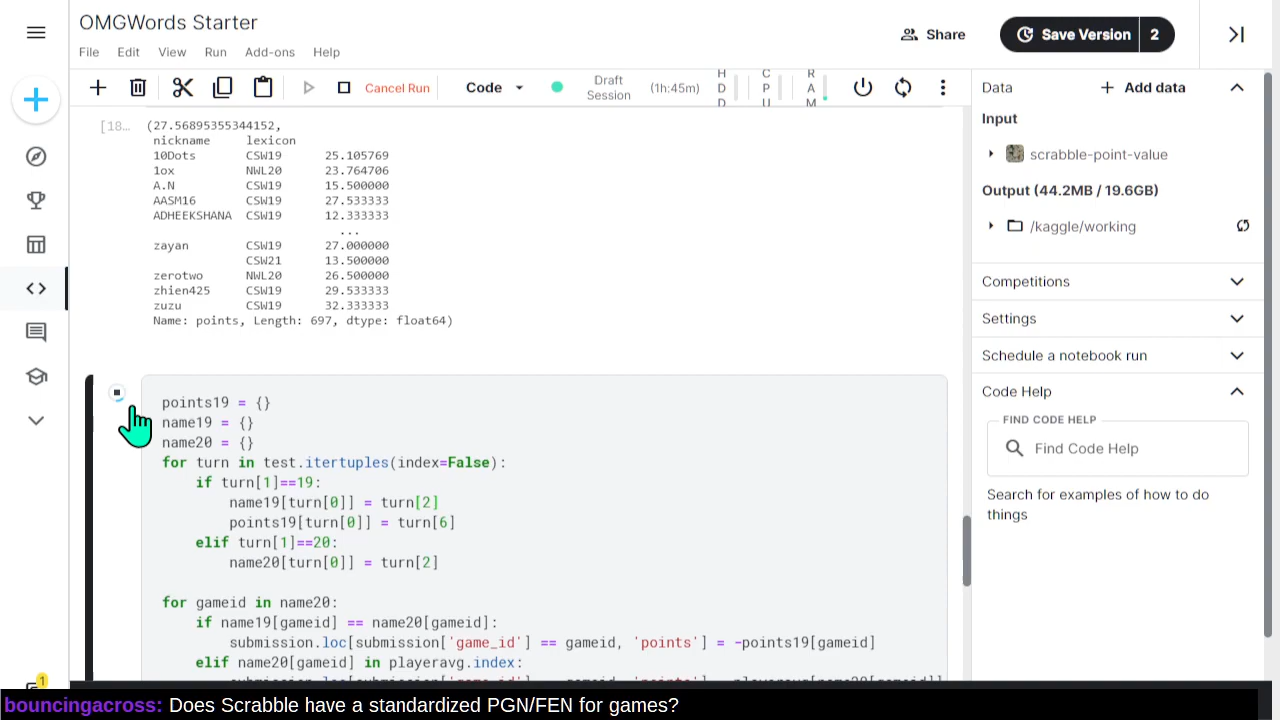 OMGWords Starter
File Edit View Run Add-ons Help
Share
Save Version 2
Cancel Run
Code
Draft Session
(1h:45m)
HDD
CPU
RAM
Data
Add data
Input
scrabble-point-value
Output (44.2MB / 19.6GB)
/kaggle/working
Competitions
Settings
Schedule a notebook run
Code Help
FIND CODE HELP
Find Code Help
Search for examples of how to do
things
[18... (27.56895355344152,
nickname lexicon
10Dots CSW19 25.105769
1ox NWL20 23.764706
A.N CSW19 15.500000
AASM16 CSW19 27.533333
ADHEEKSHANA CSW19 12.333333
...
zayan CSW19 27.000000
CSW21 13.500000
zerotwo NWL20 26.500000
zhien425 CSW19 29.533333
zuzu CSW19 32.333333
Name: points, Length: 697, dtype: float64)
points19 = {}
name19 = {}
name20 = {}
for turn in test.itertuples(index=False):
if turn[1]==19:
name19[turn[0]] = turn[2]
points19[turn[0]] = turn[6]
elif turn[1]==20:
name20[turn[0]] = turn[2]
for gameid in name20:
if name19[gameid] == name20[gameid]:
submission.loc[submission['game_id'] == gameid, 'points'] = -points19[gameid]
elif name20[gameid] in playeravg.index:
1
bouncingacross: Does Scrabble have a standardized PGN/FEN for games?